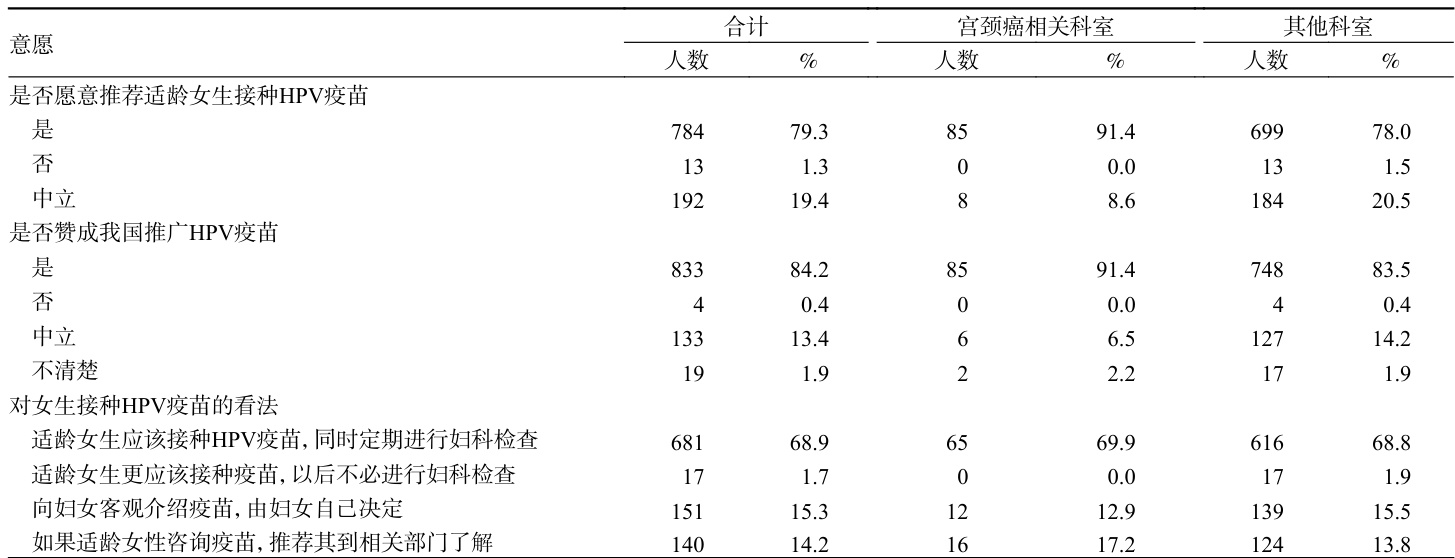 意愿 合计 宫颈癌相关科室 其他科室
人数 % 人数 % 人数 %
是否愿意推荐适龄女生接种HPV疫苗
是 784 79.3 85 91.4 699 78.0
否 13 1.3 0 0.0 13 1.5
中立 192 19.4 8 8.6 184 20.5
是否赞成我国推广HPV疫苗
是 833 84.2 85 91.4 748 83.5
否 4 0.4 0 0.0 4 0.4
中立 133 13.4 6 6.5 127 14.2
不清楚 19 1.9 2 2.2 17 1.9
对女生接种HPV疫苗的看法
适龄女生应该接种HPV疫苗,同时定期进行妇科检查 681 68.9 65 69.9 616 68.8
适龄女生更应该接种疫苗,以后不必进行妇科检查 17 1.7 0 0.0 17 1.9
向妇女客观介绍疫苗,由妇女自己决定 151 15.3 12 12.9 139 15.5
如果适龄女性咨询疫苗,推荐其到相关部门了解 140 14.2 16 17.2 124 13.8